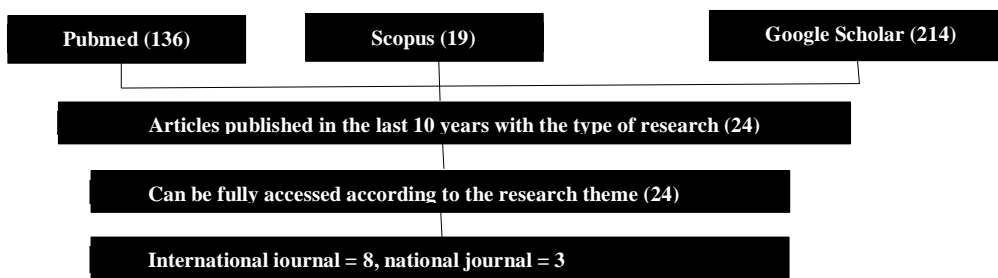 Pubmed (136)
Scopus (19)
Google Scholar (214)
Articles published in the last 10 years with the type of research (24)
Can be fully accessed according to the research theme (24)
International journal = 8, national journal = 3